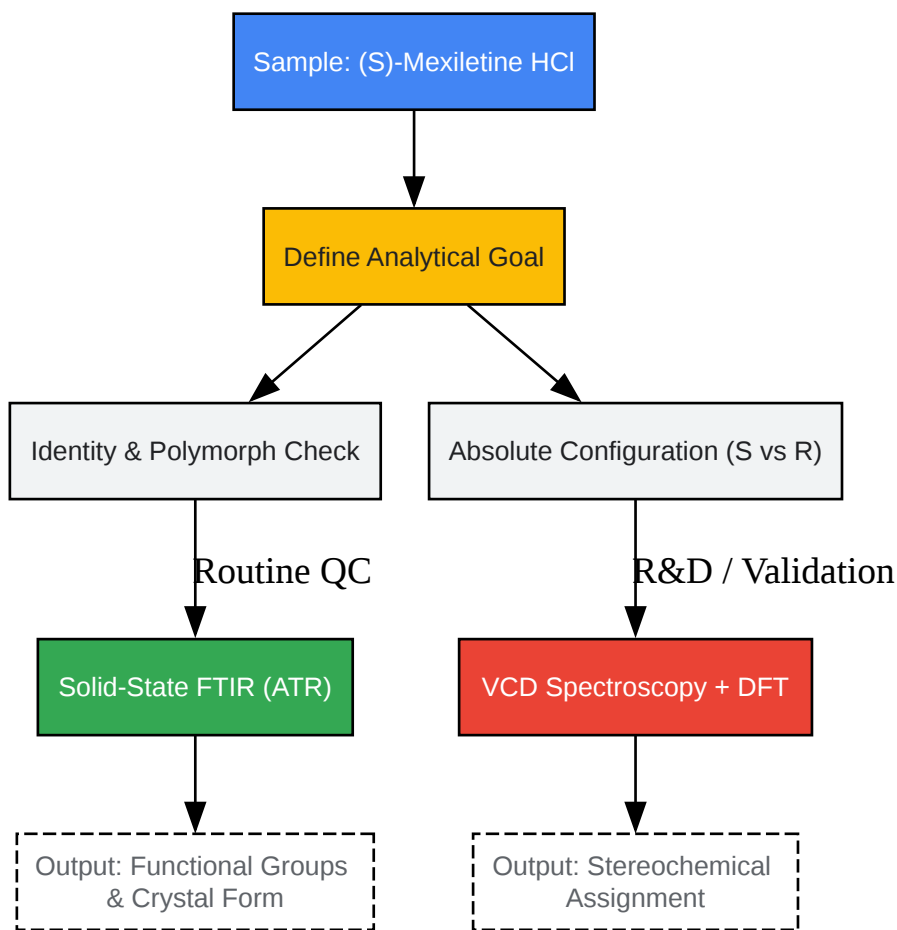 Sample: (S)-Mexiletine HCl
Define Analytical Goal
Identity & Polymorph Check
Absolute Configuration (S vs R)
Routine QC
R&D / Validation
Solid-State FTIR (ATR)
VCD Spectroscopy + DFT
Output: Functional Groups
& Crystal Form
Output: Stereochemical
Assignment